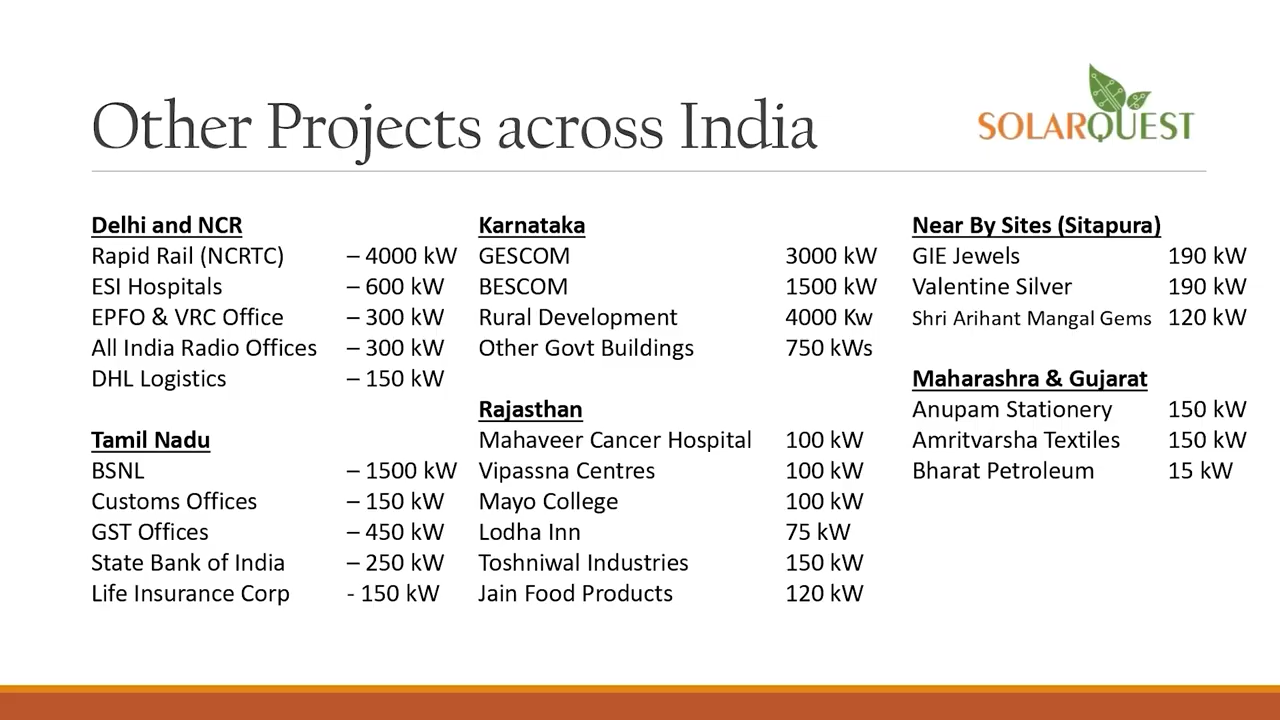 Other Projects across India
SOLARQUEST
Delhi and NCR
Rapid Rail (NCRTC) – 4000 kW
ESI Hospitals – 600 kW
EPFO & VRC Office – 300 kW
All India Radio Offices – 300 kW
DHL Logistics – 150 kW
Tamil Nadu
BSNL – 1500 kW
Customs Offices – 150 kW
GST Offices – 450 kW
State Bank of India – 250 kW
Life Insurance Corp - 150 kW
Karnataka
GESCOM 3000 kW
BESCOM 1500 kW
Rural Development 4000 Kw
Other Govt Buildings 750 kWs
Rajasthan
Mahaveer Cancer Hospital 100 kW
Vipassna Centres 100 kW
Mayo College 100 kW
Lodha Inn 75 kW
Toshniwal Industries 150 kW
Jain Food Products 120 kW
Near By Sites (Sitapura)
GIE Jewels 190 kW
Valentine Silver 190 kW
Shri Arihant Mangal Gems 120 kW
Maharashra & Gujarat
Anupam Stationery 150 kW
Amritvarsha Textiles 150 kW
Bharat Petroleum 15 kW